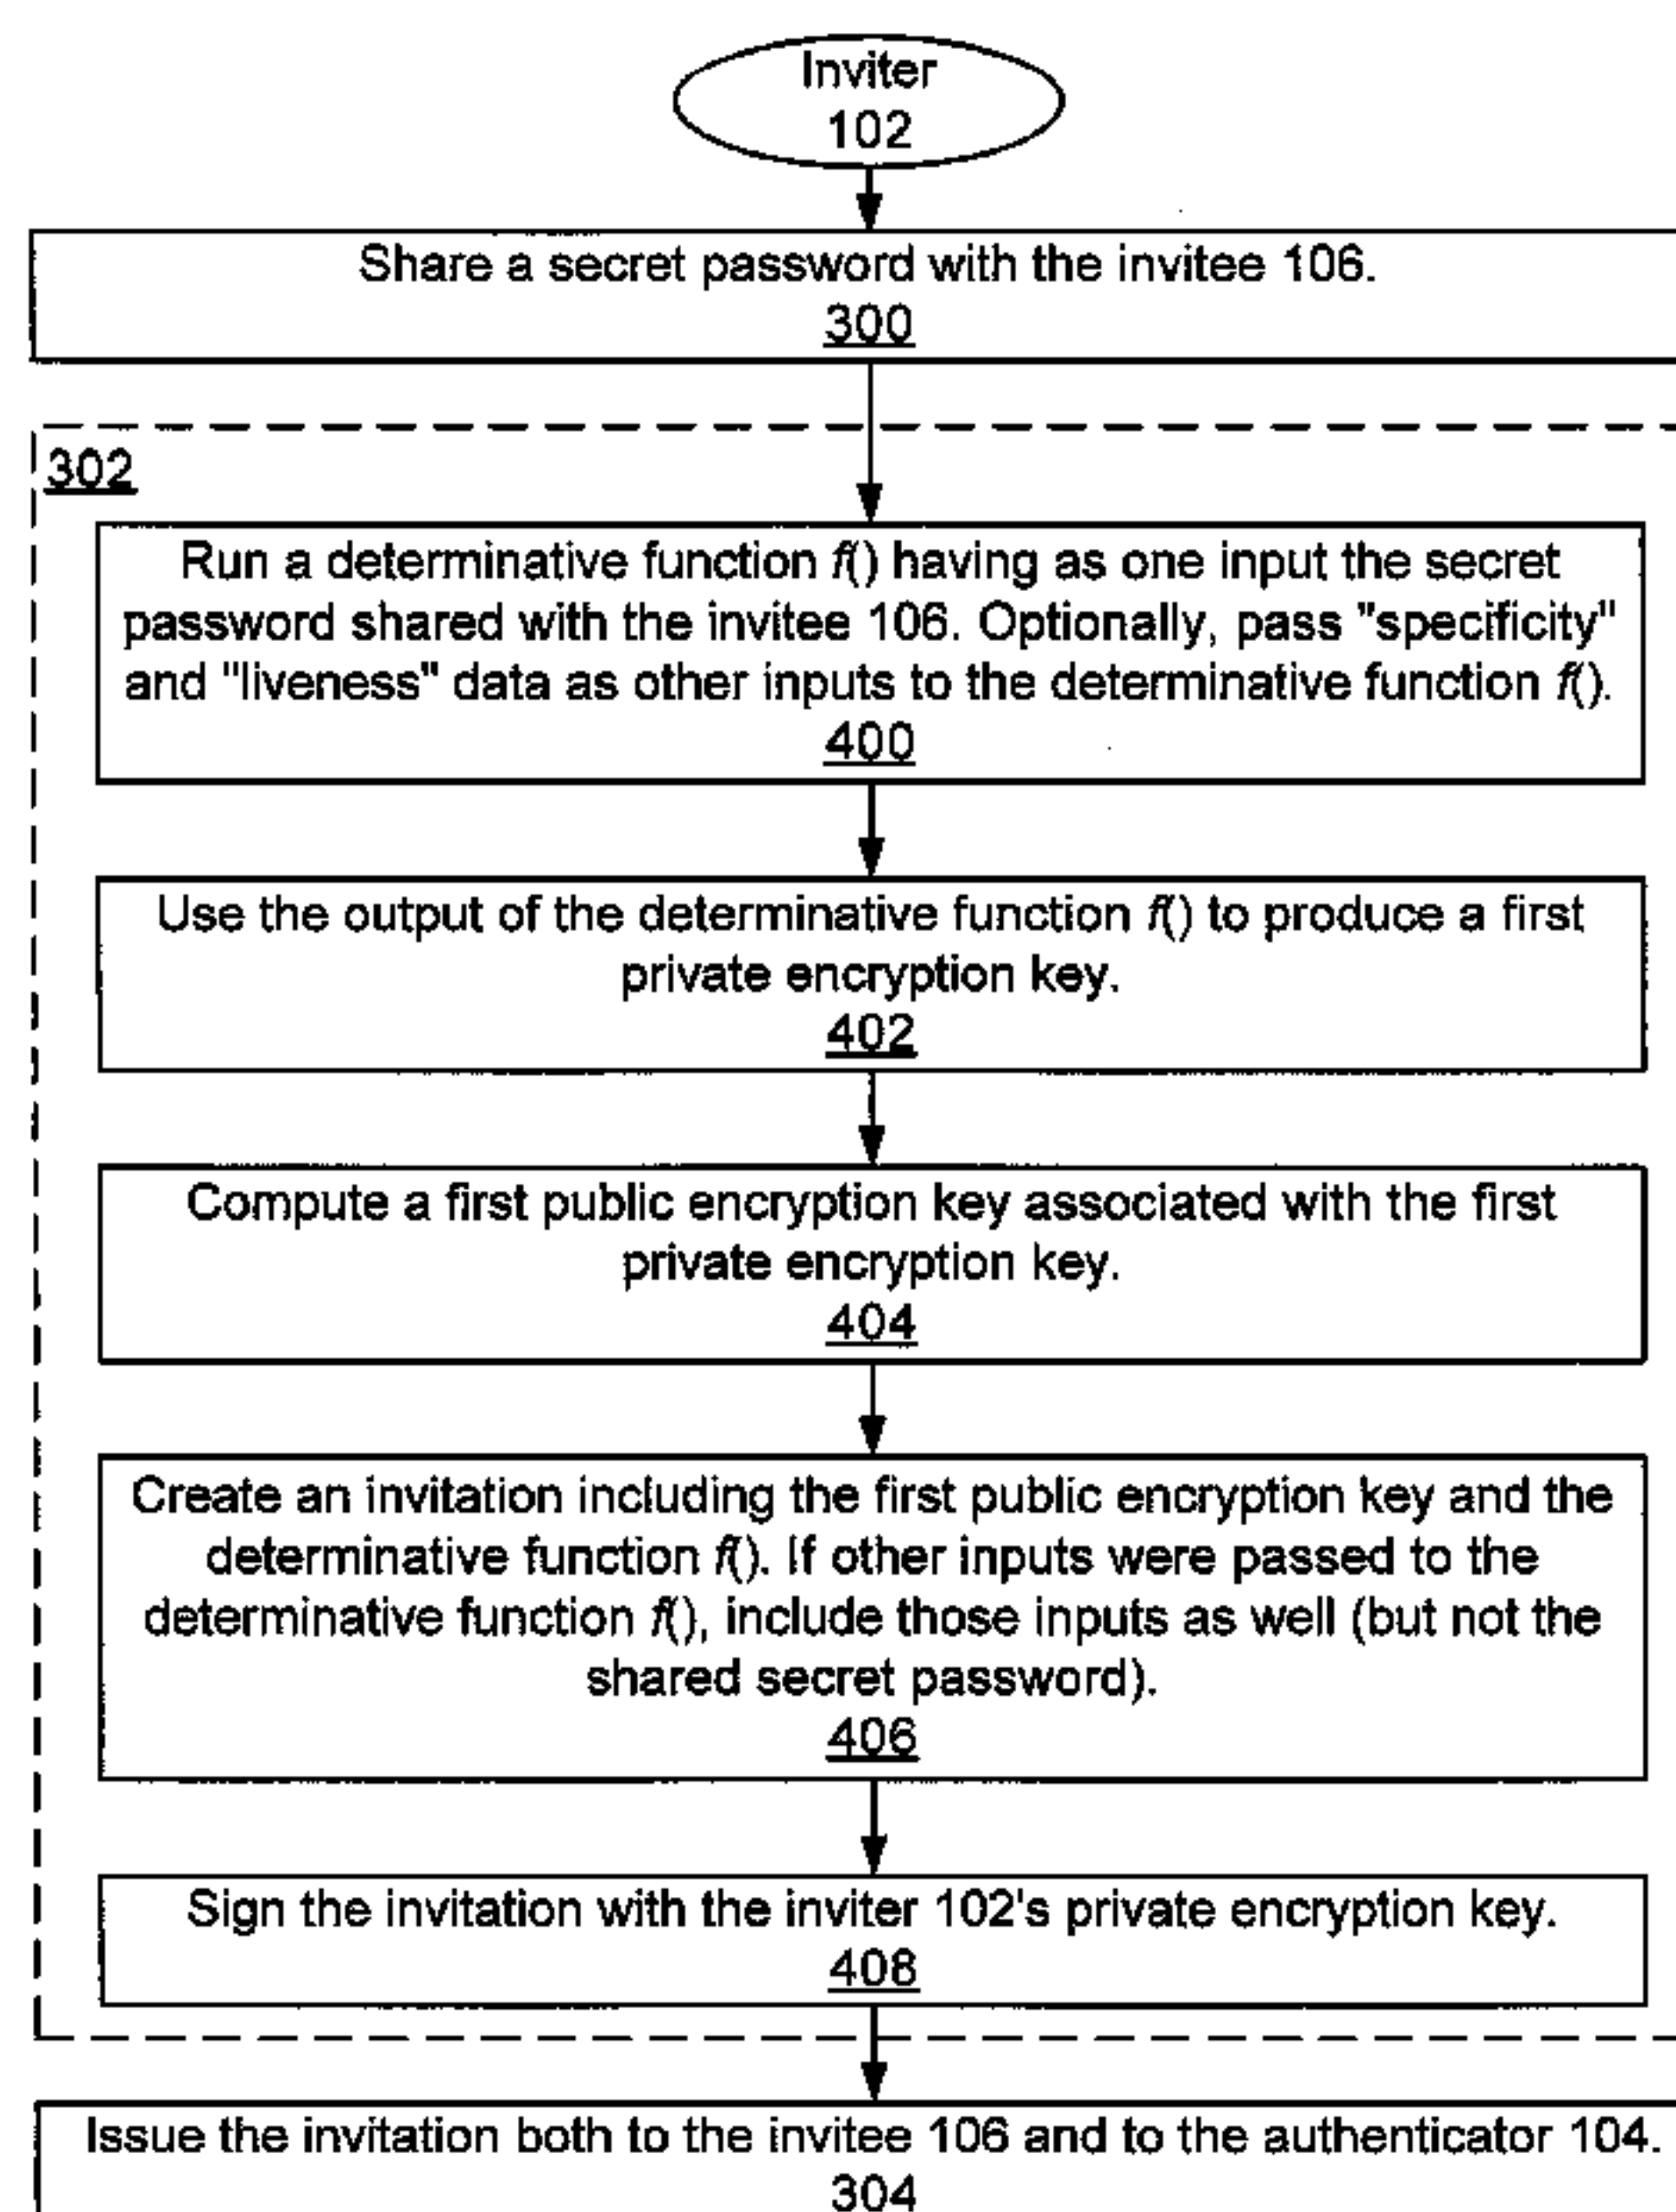 Inviter
102
Share a secret password with the invitee 106.
300
302
Run a determinative function f() having as one input the secret
password shared with the invitee 106. Optionally, pass "specificity"
and "liveness" data as other inputs to the determinative function f().
400
Use the output of the determinative function f() to produce a first
private encryption key.
402
Compute a first public encryption key associated with the first
private encryption key.
404
Create an invitation including the first public encryption key and the
determinative function f(). If other inputs were passed to the
determinative function f(), include those inputs as well (but not the
shared secret password).
406
Sign the invitation with the inviter 102's private encryption key.
408
Issue the invitation both to the invitee 106 and to the authenticator 104.
304